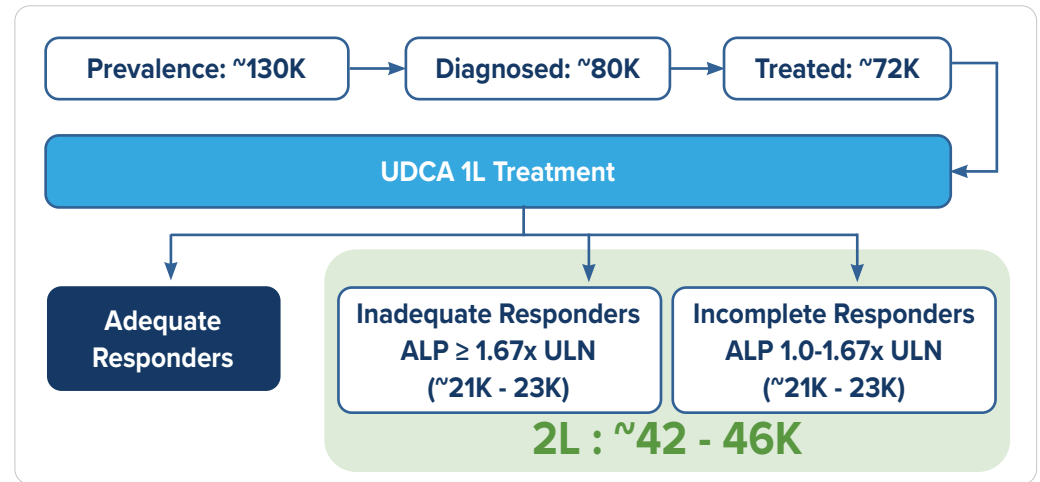 Prevalence: ~130K
Diagnosed: ~80K
Treated: ~72K
UDCA 1L Treatment
Adequate
Responders
Inadequate Responders
ALP ≥ 1.67x ULN
(~21K - 23K)
Incomplete Responders
ALP 1.0-1.67x ULN
(~21K - 23K)
2L : ~42 - 46K